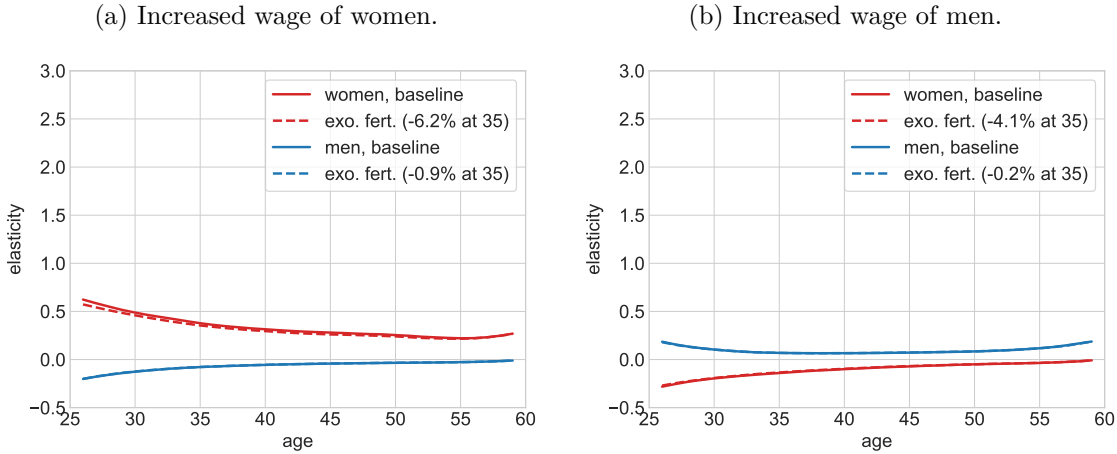 (a) Increased wage of women.
3.0
2.5
2.0
1.5
1.0
0.5
0.0
−0.5
elasticity
women, baseline
exo. fert. (-6.2% at 35)
men, baseline
exo. fert. (-0.9% at 35)
25 30 35 40 45 50 55 60
age
(b) Increased wage of men.
3.0
2.5
2.0
1.5
1.0
0.5
0.0
−0.5
elasticity
women, baseline
exo. fert. (-4.1% at 35)
men, baseline
exo. fert. (-0.2% at 35)
25 30 35 40 45 50 55 60
age